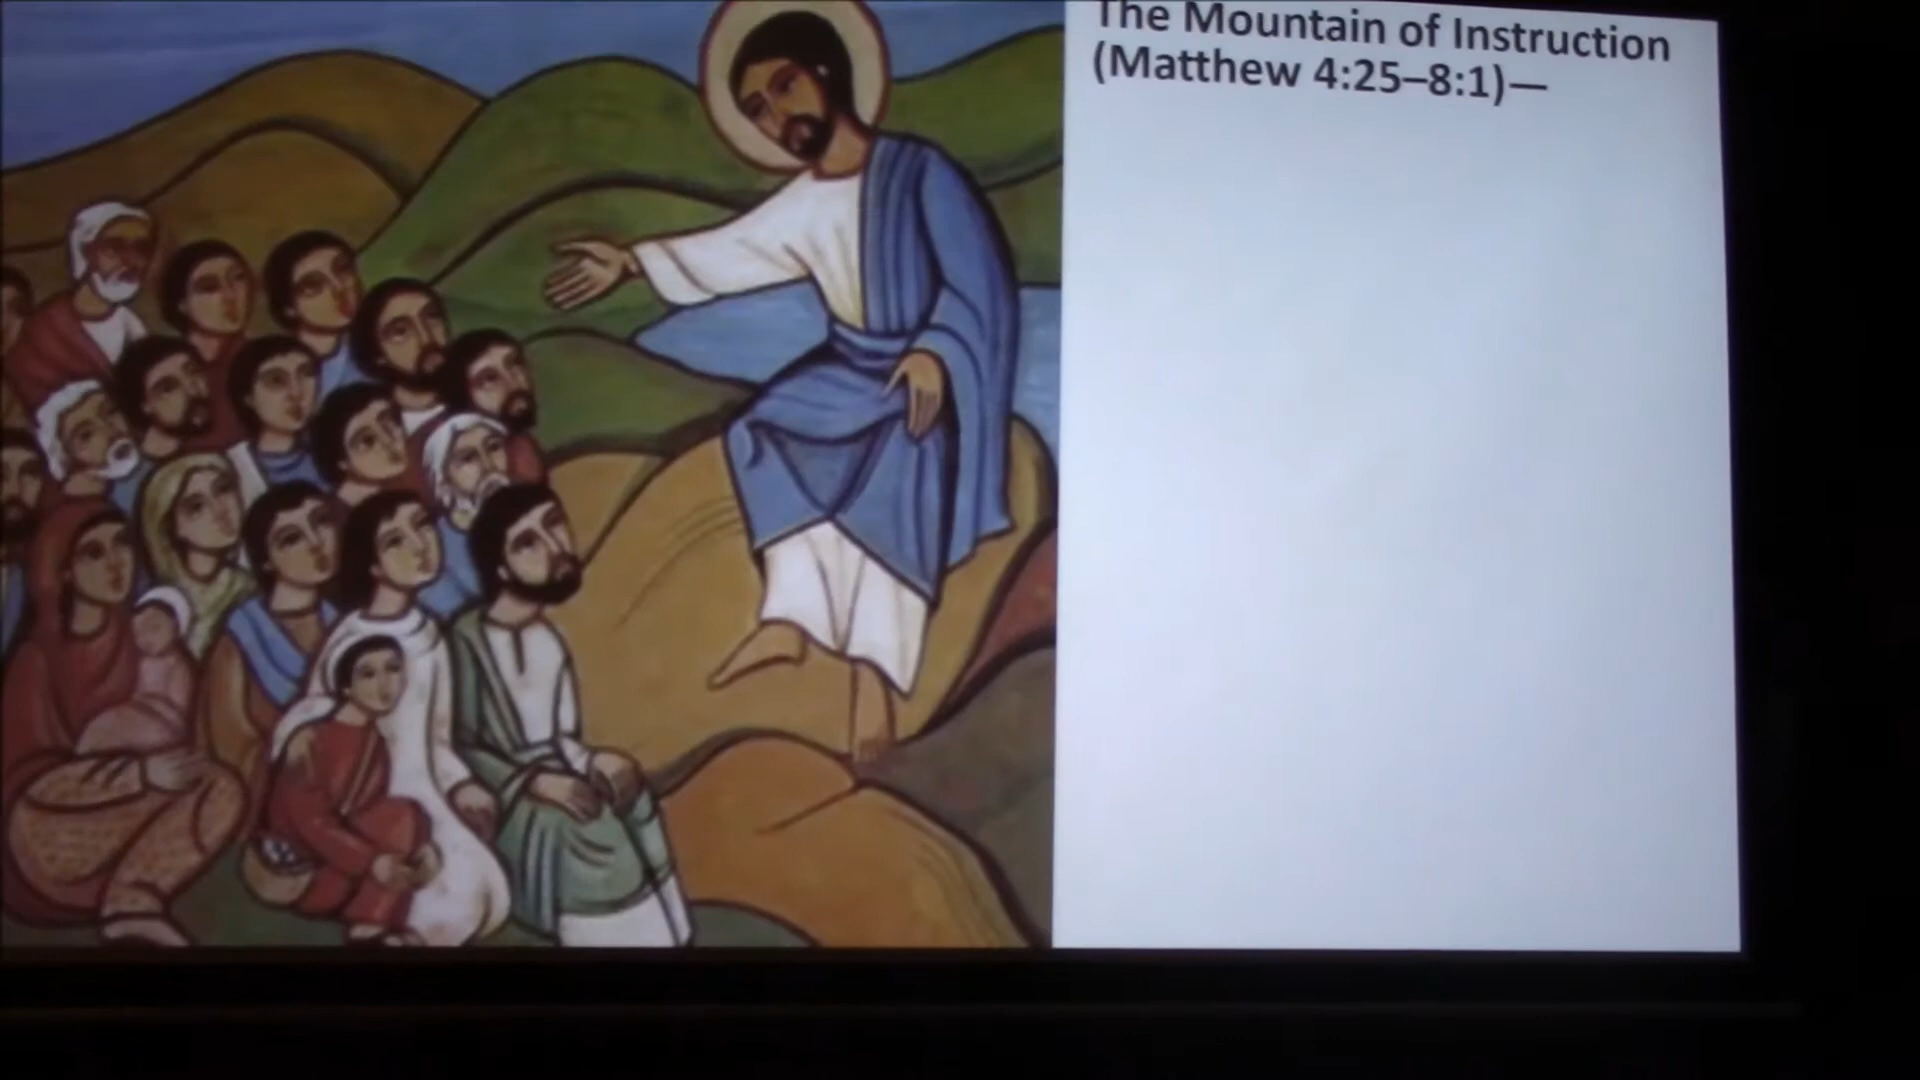 The Mountain of Instruction
(Matthew 4:25–8:1)—